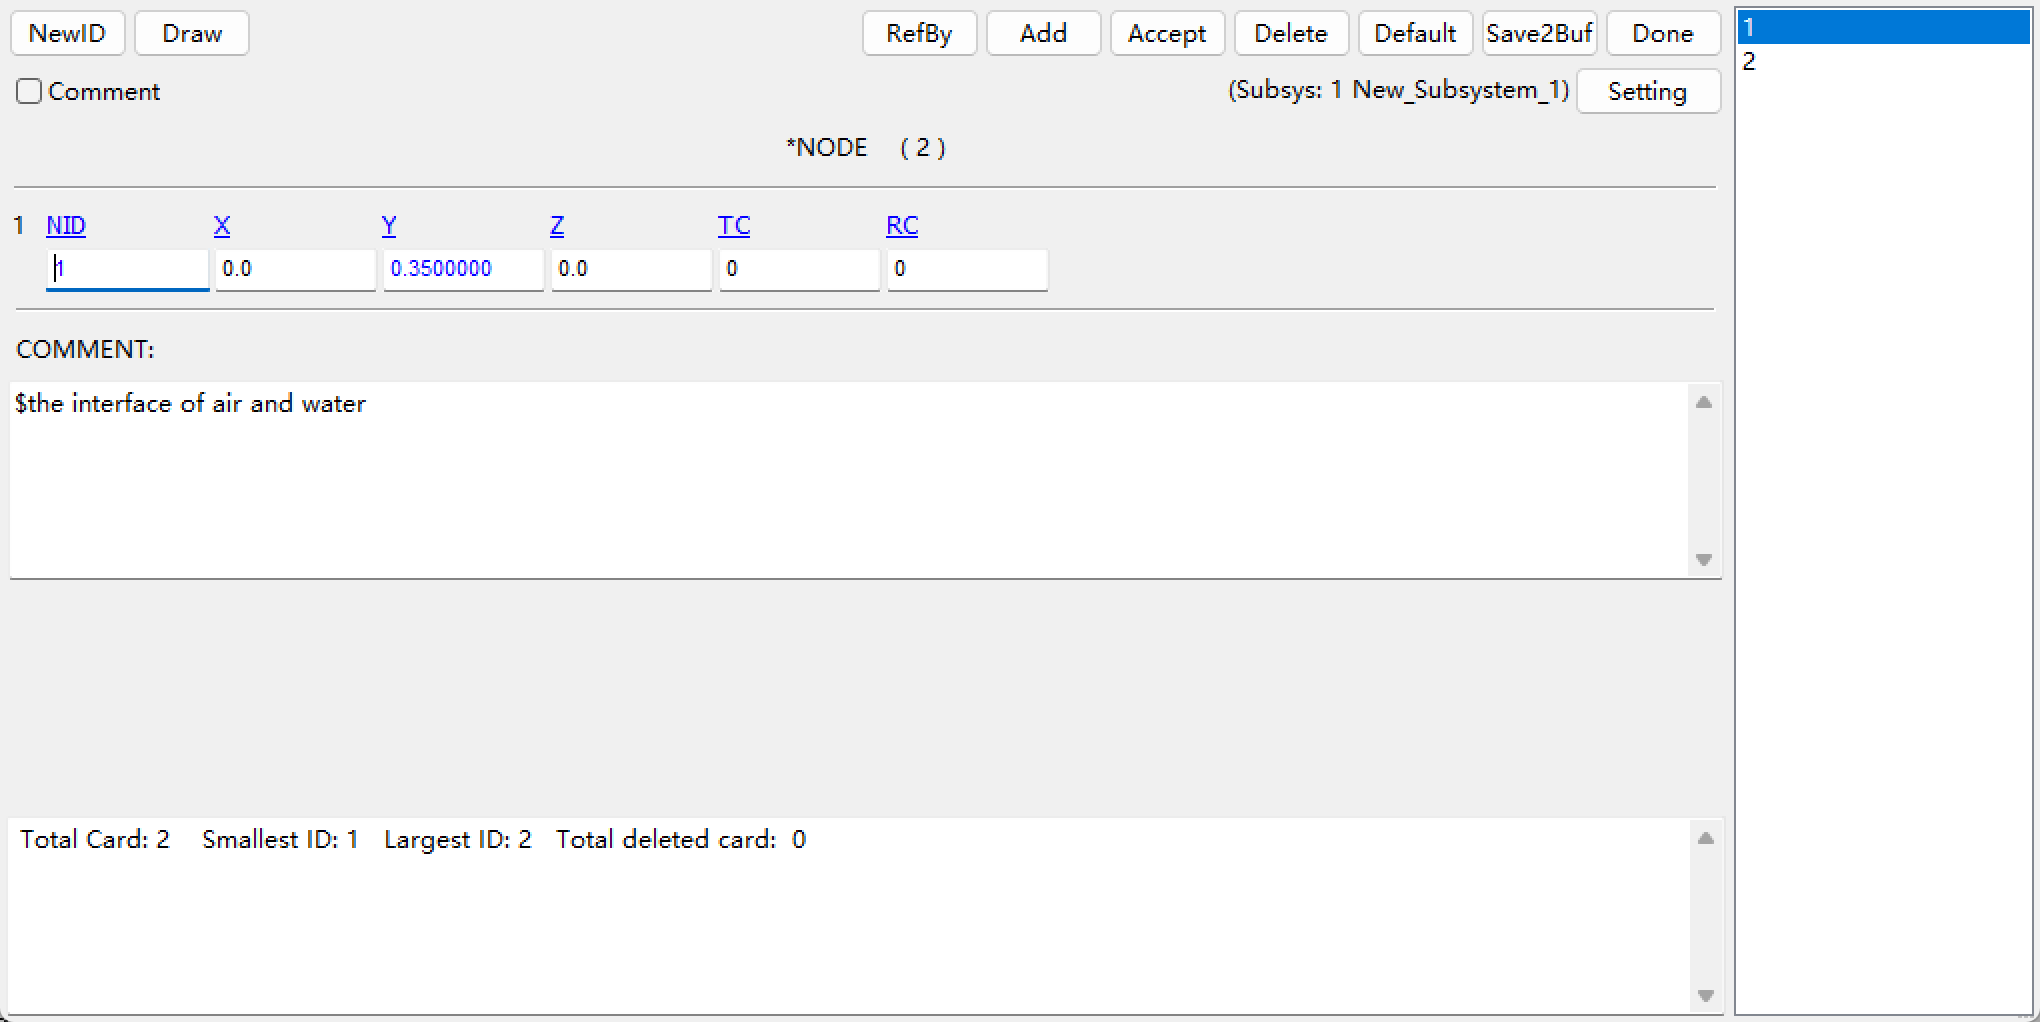 NewID Draw RefBy Add Accept Delete Default Save2Buf Done
Comment (Subsys: 1 New_Subsystem_1) Setting
*NODE ( 2 )
1 NID X Y Z TC RC
1 0.0 0.3500000 0.0 0 0
COMMENT:
$the interface of air and water
Total Card: 2 Smallest ID: 1 Largest ID: 2 Total deleted card: 0
1
2